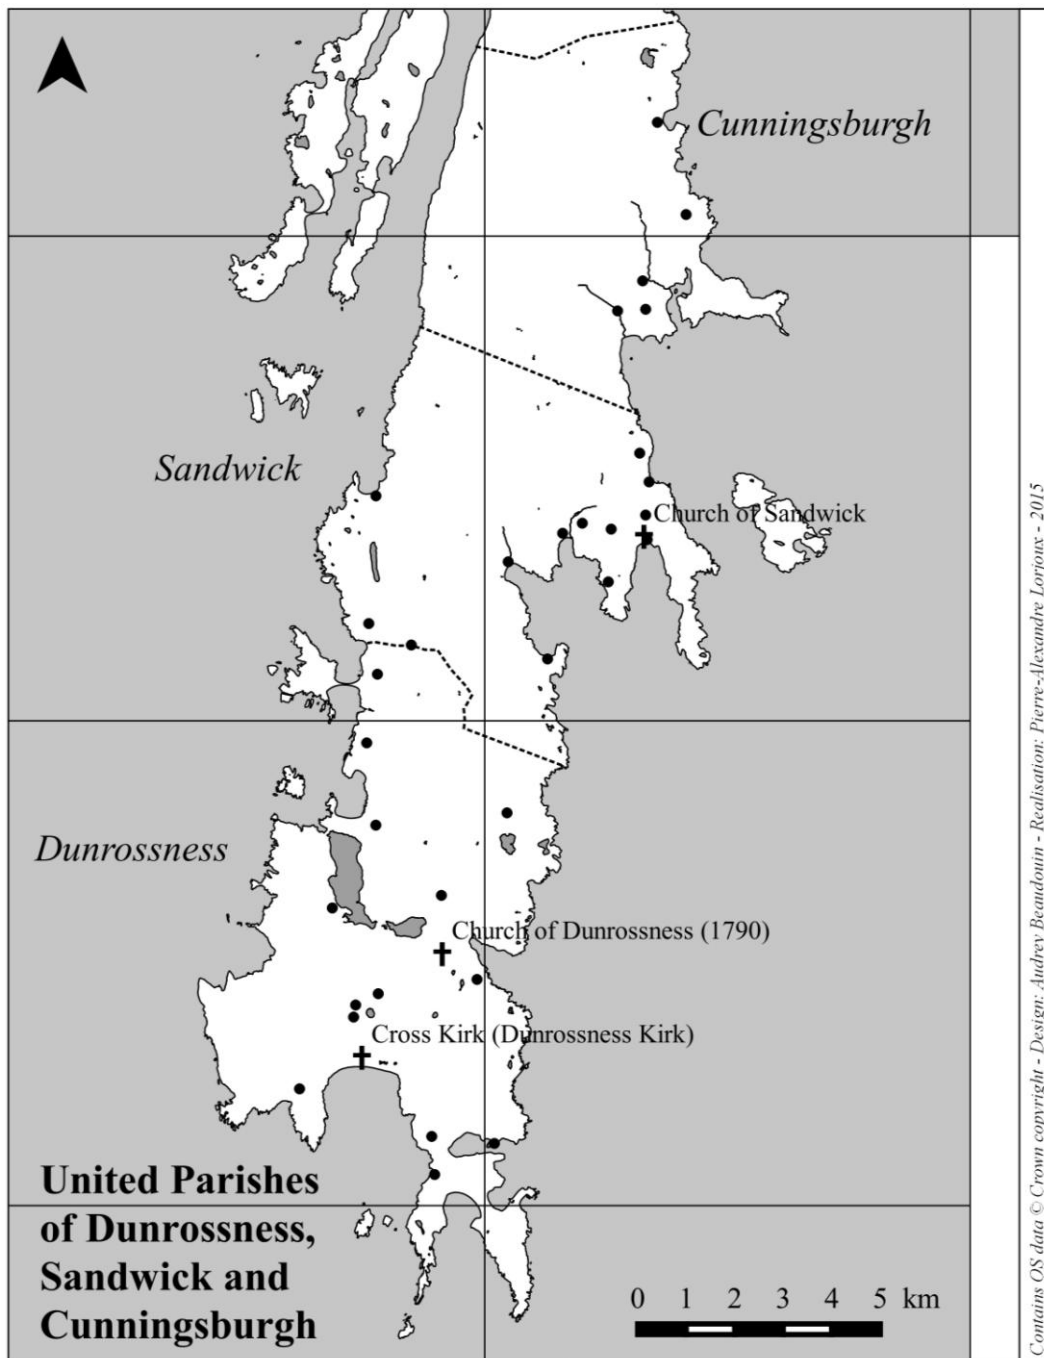 Cunningsburgh
Sandwick
Church of Sandwick
Dunrossness
Church of Dunrossness (1790)
Cross Kirk (Dunrossness Kirk)
United Parishes
of Dunrossness,
Sandwick and
Cunningsburgh
0 1 2 3 4 5 km
Contains OS data © Crown copyright - Design: Audrey Beaudouin - Realisation: Pierre-Alexandre Lorioux - 2015